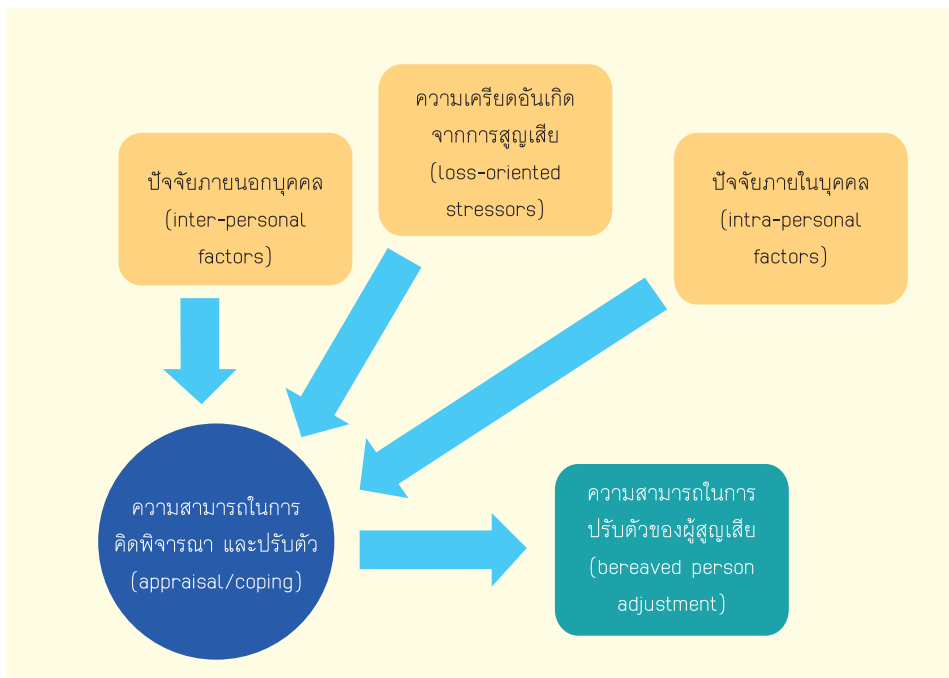 ความเครียดอันเกิด
จากการสูญเสีย
(loss-oriented
stressors)
ปัจจัยภายนอกบุคคล
(inter-personal
factors)
ปัจจัยภายในบุคคล
(intra-personal
factors)
ความสามารถในการ
คิดพิจารณา และปรับตัว
(appraisal/coping)
ความสามารถในการ
ปรับตัวของผู้สูญเสีย
(bereaved person
adjustment)